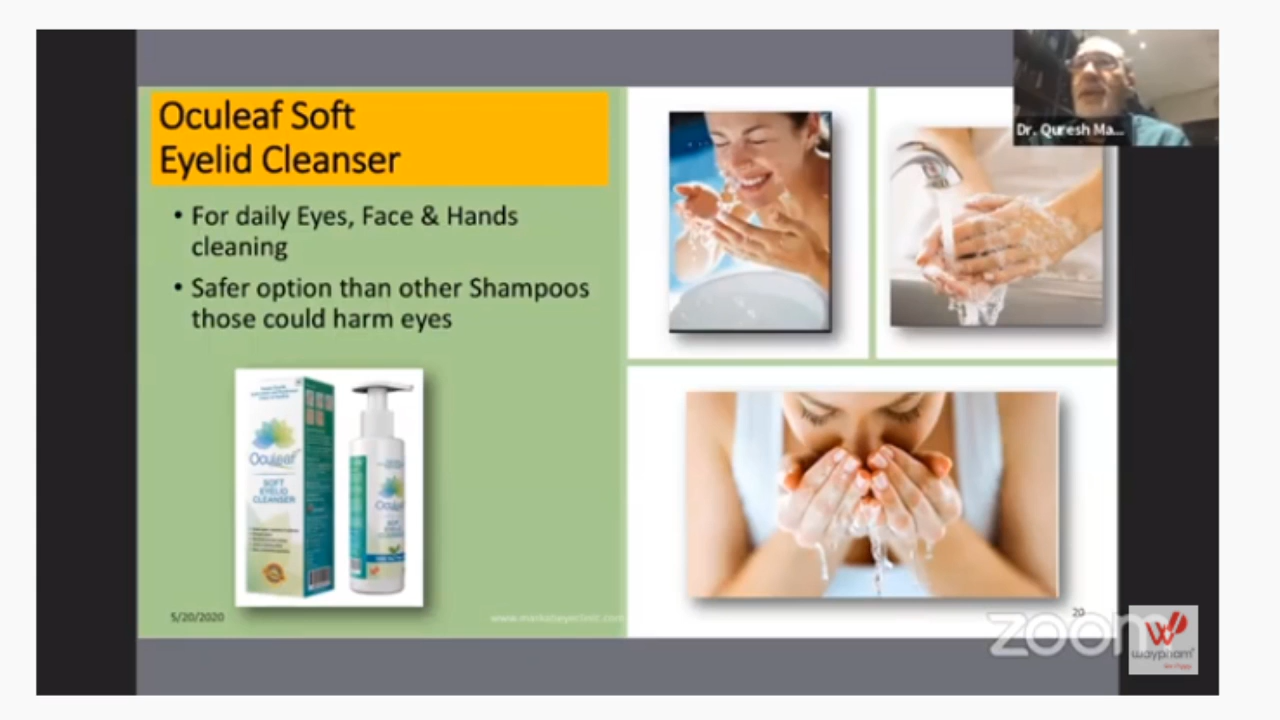 Oculeaf Soft
Eyelid Cleanser
• For daily Eyes, Face & Hands
cleaning
• Safer option than other Shampoos
those could harm eyes
Oculeaf
SOFT
EYELID
CLEANSER
5/20/2020
20
Dr. Quresh Ma...
zoom
waypham